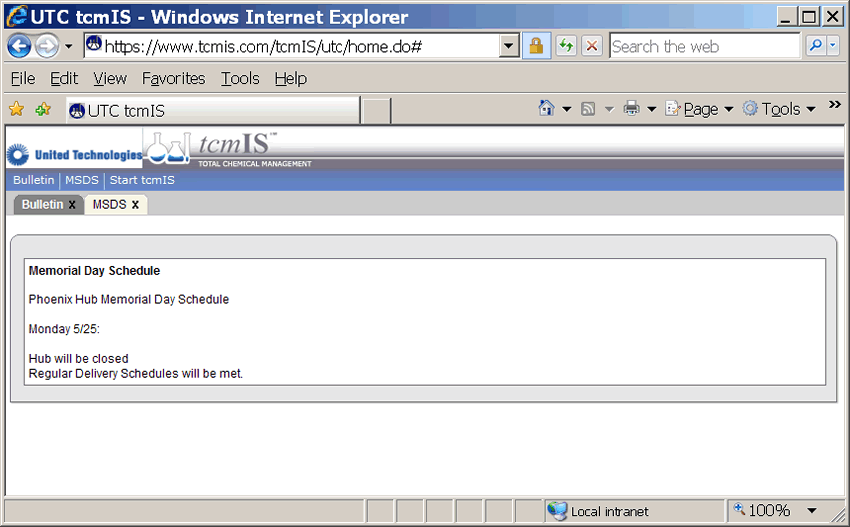 UTC tcmIS - Windows Internet Explorer
https://www.tcmis.com/tcmIS/utc/home.do#
Search the web
File Edit View Favorites Tools Help
UTC tcmIS
Page Tools »
United Technologies tcmIS™
TOTAL CHEMICAL MANAGEMENT
Bulletin MSDS Start tcmIS
Bulletin x MSDS x
Memorial Day Schedule
Phoenix Hub Memorial Day Schedule
Monday 5/25:
Hub will be closed
Regular Delivery Schedules will be met.
Local intranet 100%